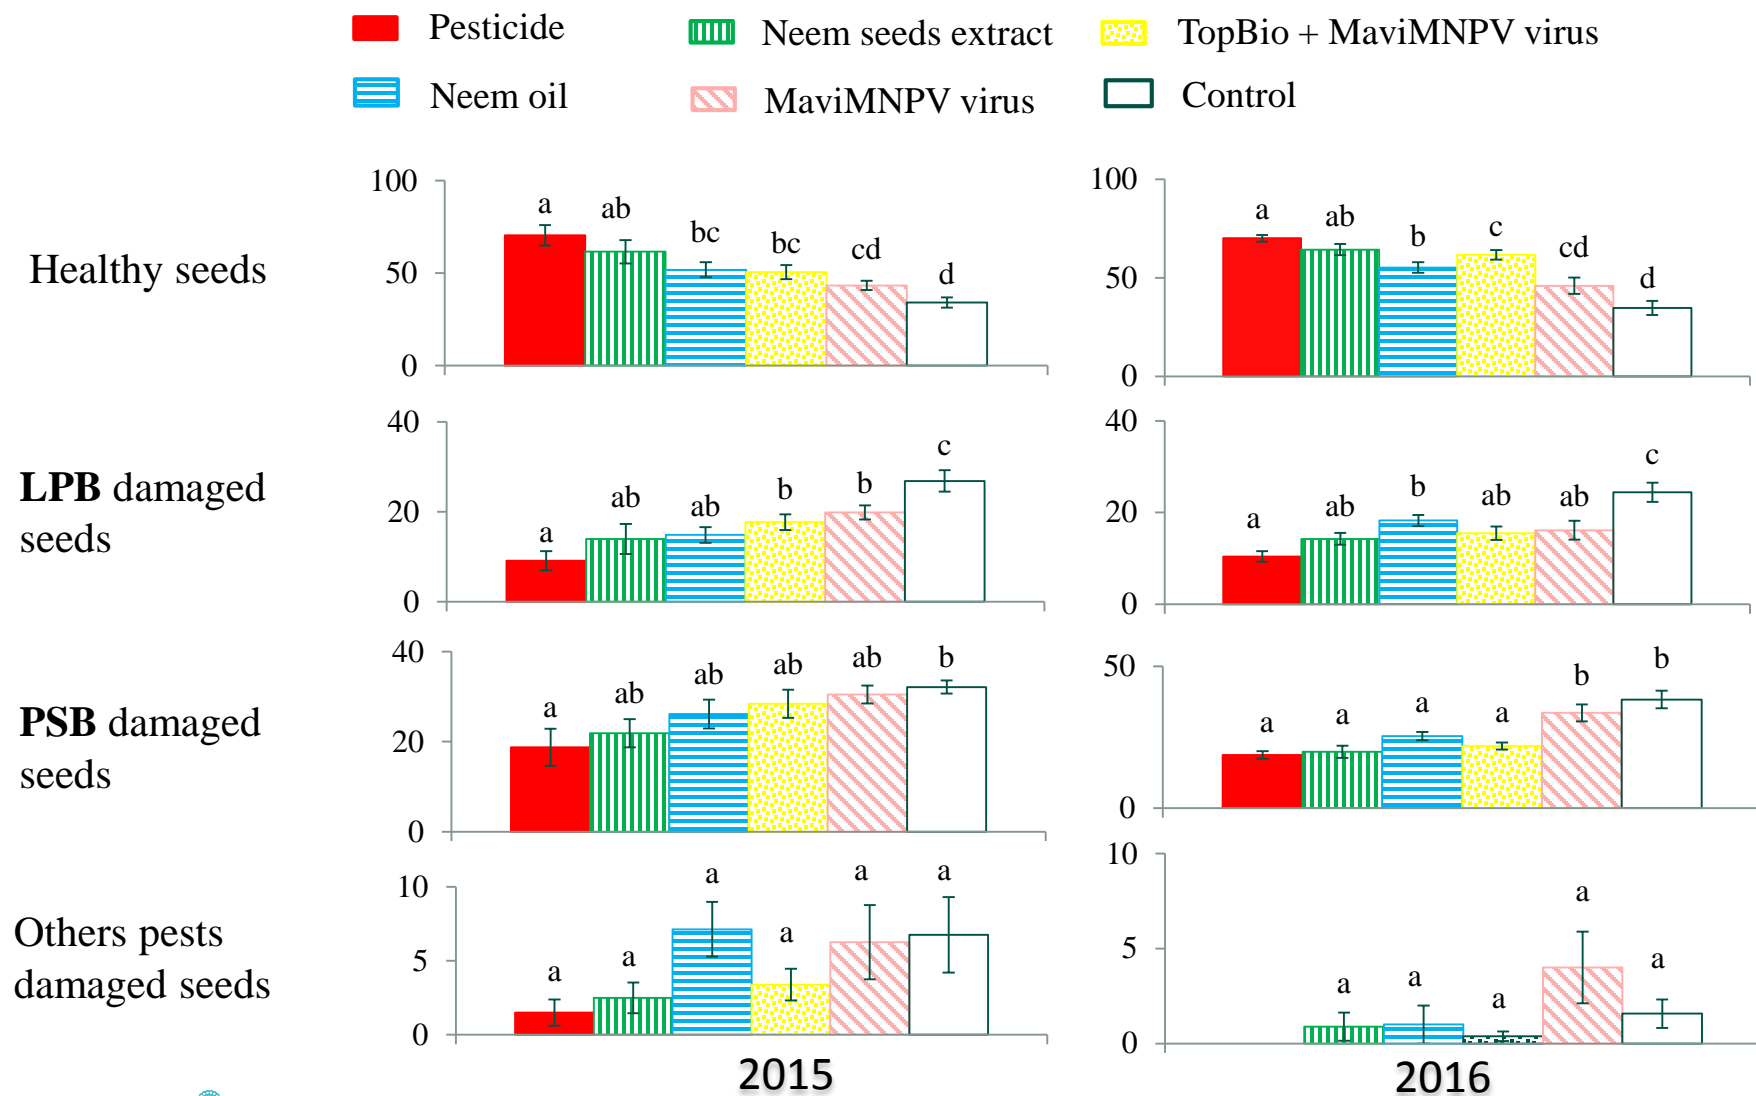 Pesticide
Neem seeds extract
TopBio + MaviMNPV virus
Neem oil
MaviMNPV virus
Control
Healthy seeds
100
50
0
a
ab
bc
bc
cd
d
100
50
0
a
ab
b
c
cd
d
LPB damaged
seeds
40
20
0
a
ab
ab
b
b
c
40
20
0
a
ab
b
ab
ab
c
PSB damaged
seeds
40
20
0
a
ab
ab
ab
ab
b
50
0
a
a
a
a
b
b
Others pests
damaged seeds
10
5
0
a
a
a
a
a
a
10
5
0
a
a
a
a
a
2015
2016